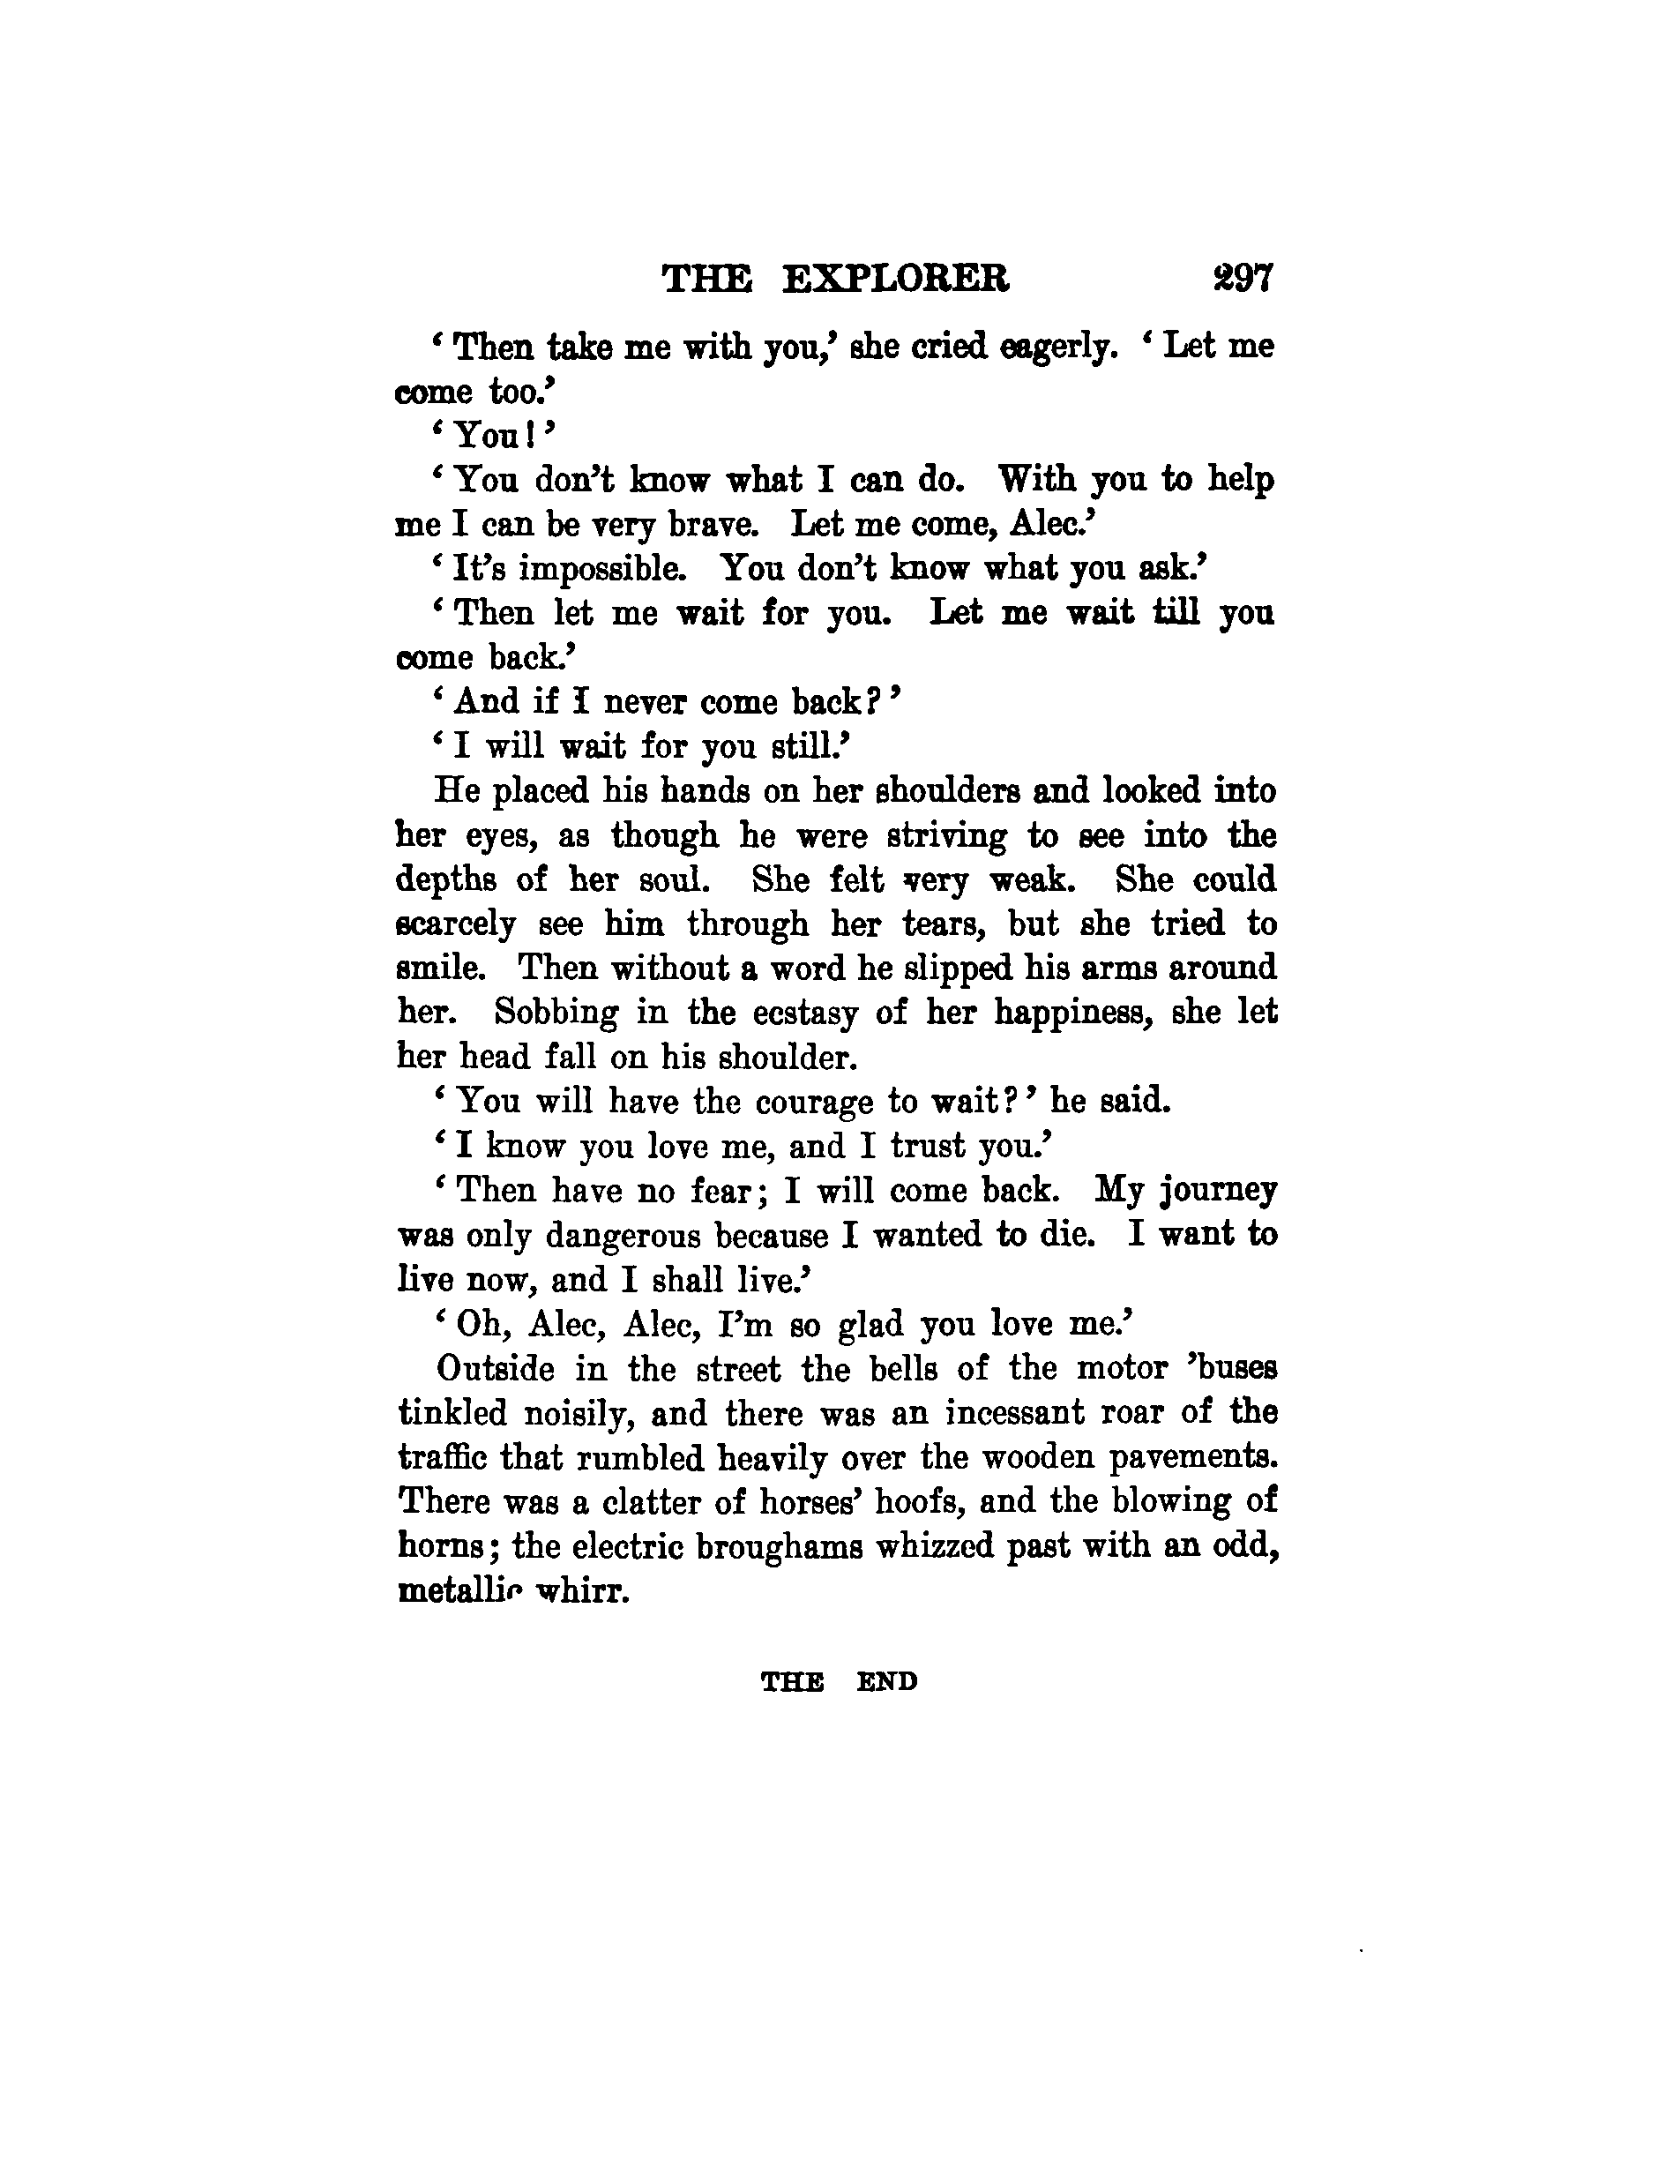 THE EXPLORER 297
‘Then take me with you,’ she cried eagerly. ‘Let me
come too.’
‘You!’
‘You don’t know what I can do. With you to help
me I can be very brave. Let me come, Alec.’
‘It’s impossible. You don’t know what you ask.’
‘Then let me wait for you. Let me wait till you
come back.’
‘And if I never come back?’
‘I will wait for you still.’
He placed his hands on her shoulders and looked into
her eyes, as though he were striving to see into the
depths of her soul. She felt very weak. She could
scarcely see him through her tears, but she tried to
smile. Then without a word he slipped his arms around
her. Sobbing in the ecstasy of her happiness, she let
her head fall on his shoulder.
‘You will have the courage to wait?’ he said.
‘I know you love me, and I trust you.’
‘Then have no fear; I will come back. My journey
was only dangerous because I wanted to die. I want to
live now, and I shall live.’
‘Oh, Alec, Alec, I’m so glad you love me.’
Outside in the street the bells of the motor ’buses
tinkled noisily, and there was an incessant roar of the
traffic that rumbled heavily over the wooden pavements.
There was a clatter of horses’ hoofs, and the blowing of
horns; the electric broughams whizzed past with an odd,
metallic whirr.
THE END